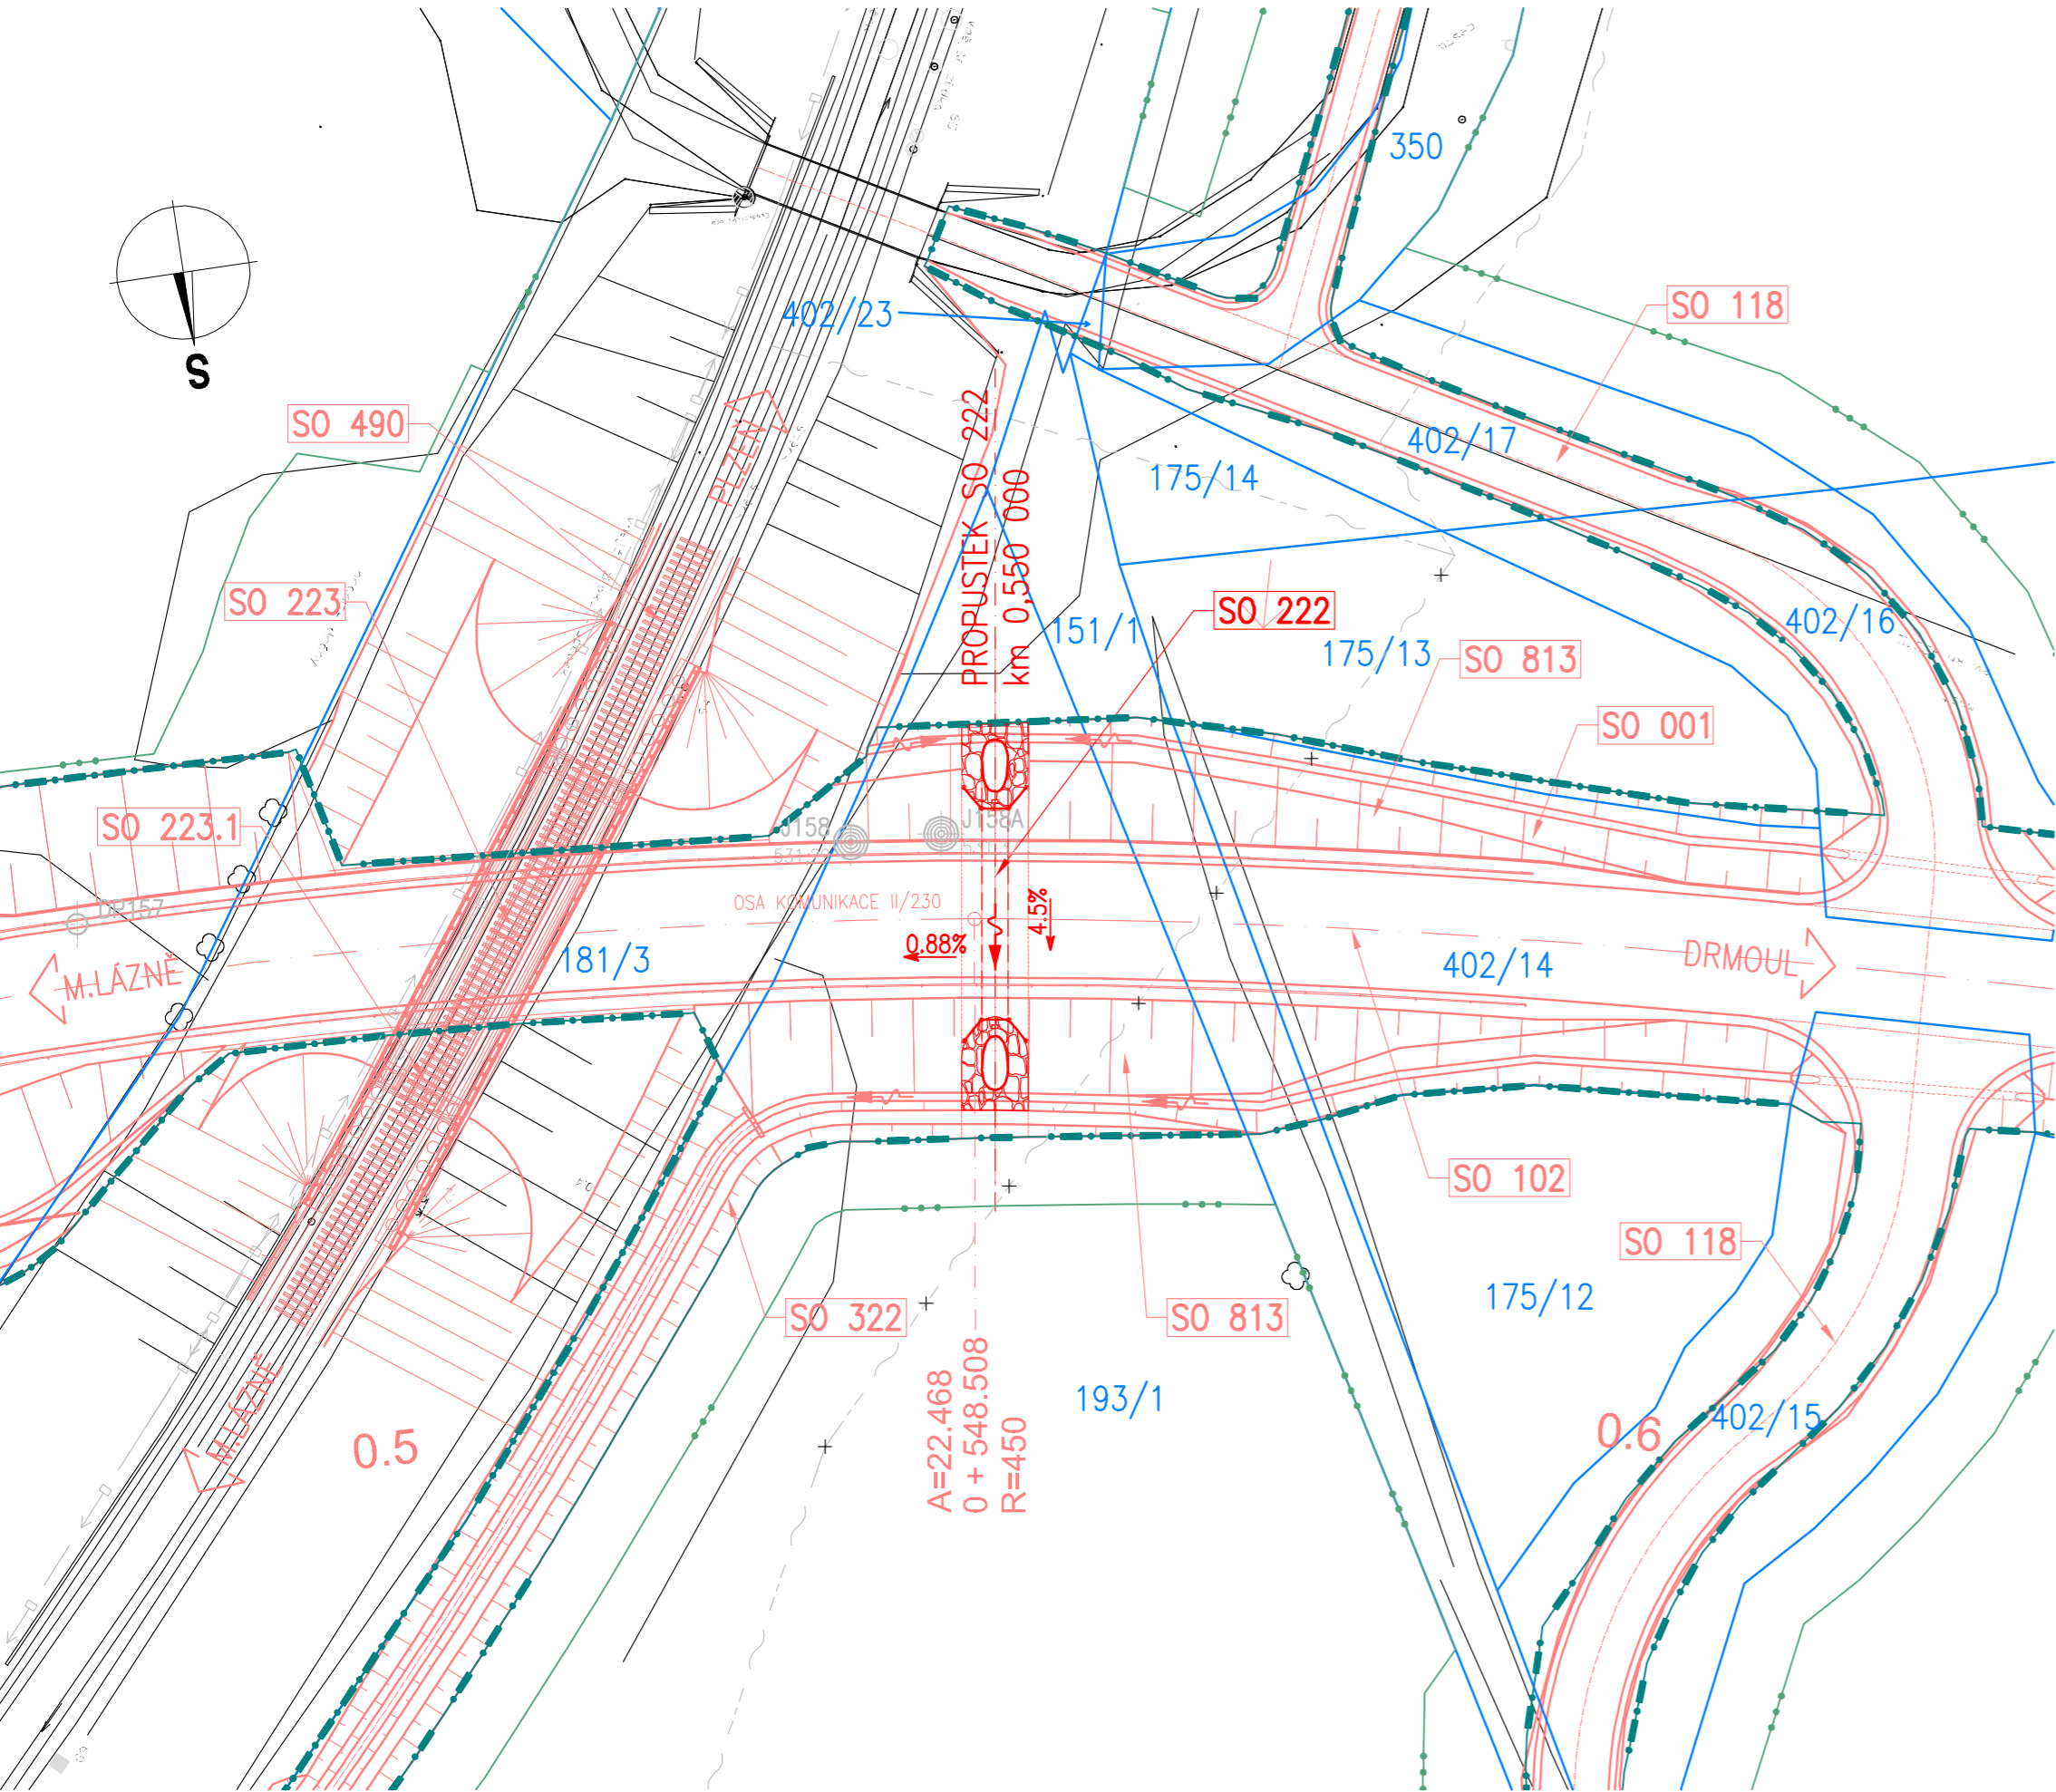 350
S
402/23
SO 118
SO 490
PLZEŇ
402/17
175/14
PROPUSTEK SO 222
km 0,550 000
SO 223
SO 222
151/1
175/13
402/16
SO 813
SO 001
SO 223.1
J158
J158A
DP157
OSA KOMUNIKACE II/230
4.5%
0.88%
181/3
402/14
DRMOUL
M.LÁZNĚ
SO 102
SO 118
175/12
SO 322
SO 813
A=22.468
0 + 548.508
R=450
193/1
M.LÁZNĚ
0.5
0.6
402/15